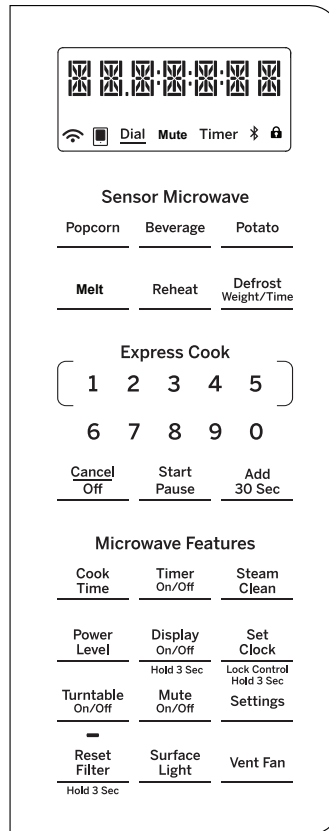 Dial Mute Timer
Sensor Microwave
Popcorn Beverage Potato
Melt Reheat Defrost
Weight/Time
Express Cook
1 2 3 4 5
6 7 8 9 0
Cancel Start Add
Off Pause 30 Sec
Microwave Features
Cook Timer Steam
Time On/Off Clean
Power Display Set
Level On/Off Clock
Hold 3 Sec Lock Control
Hold 3 Sec
Turntable Mute Settings
On/Off On/Off
Reset Surface Vent Fan
Filter Light
Hold 3 Sec